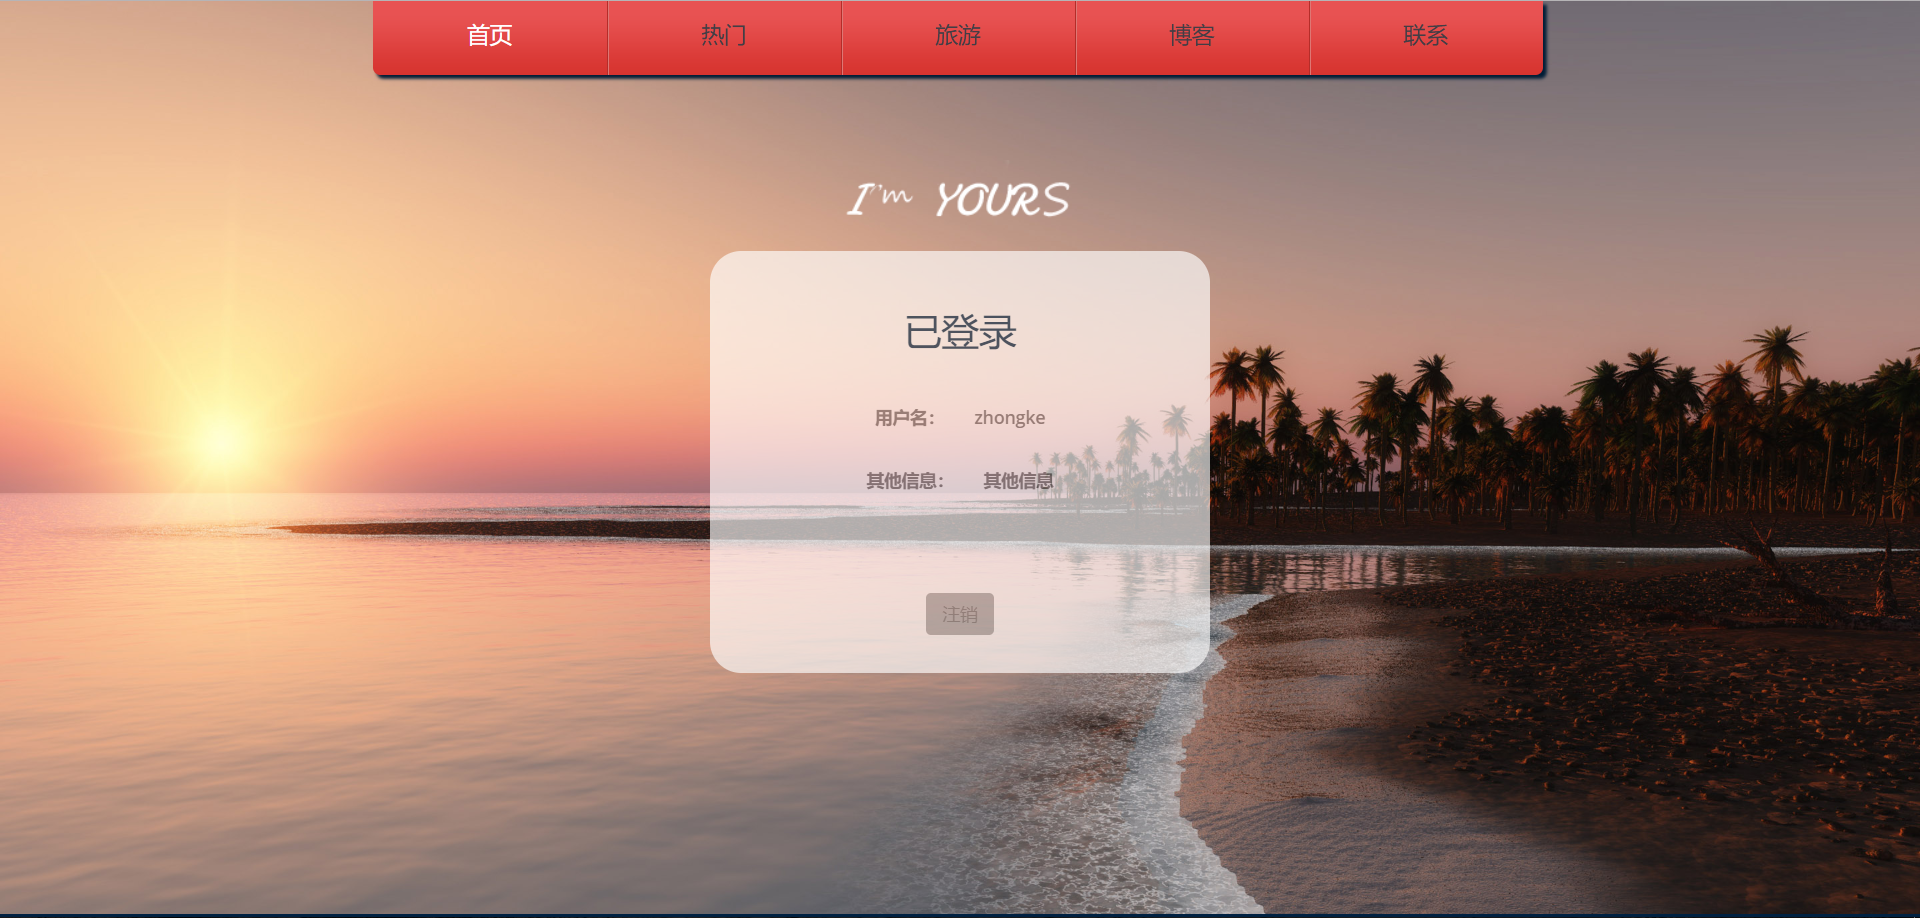 首页 热门 旅游 博客 联系
I'm YOURS
已登录
用户名： zhongke
其他信息： 其他信息
注销